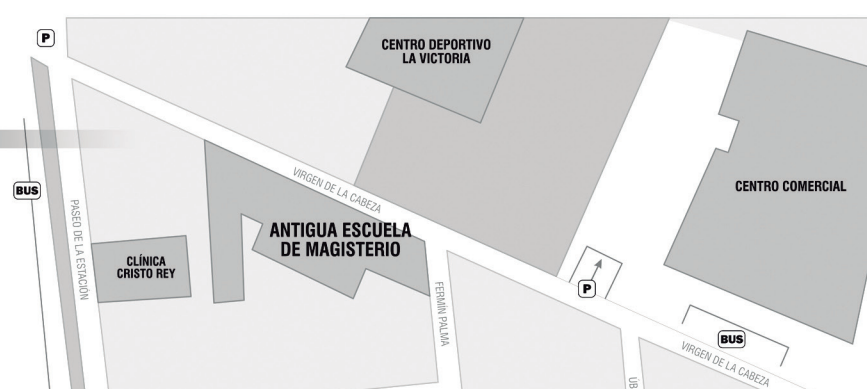 P
CENTRO DEPORTIVO
LA VICTORIA
VIRGEN DE LA CABEZA
CENTRO COMERCIAL
BUS
PASEO DE LA ESTACIÓN
ANTIGUA ESCUELA
DE MAGISTERIO
CLÍNICA
CRISTO REY
FERMÍN PALMA
P
BUS
VIRGEN DE LA CABEZA
UB